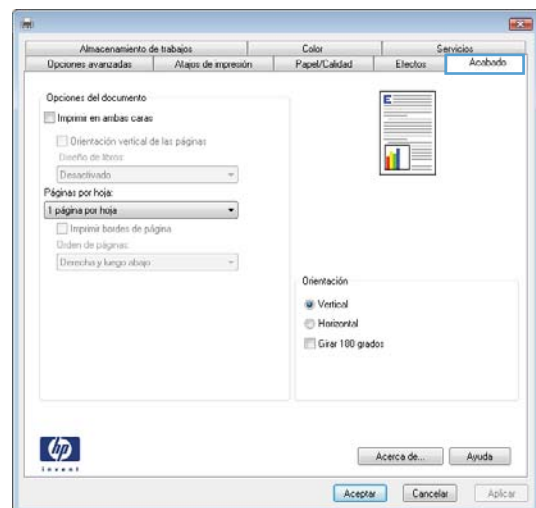 Almacenamiento de trabajos Color Servicios
Opciones avanzadas Atajos de impresión Papel/Calidad Efectos Acabado
Opciones del documento
Imprimir en ambas caras
Orientación vertical de las páginas
Diseño de libros:
Desactivado
Páginas por hoja:
1 página por hoja
Imprimir bordes de página
Orden de páginas:
Derecha y luego abajo
E
Orientación
Vertical
Horizontal
Girar 180 grados
hp
invent
Acerca de... Ayuda
Aceptar Cancelar Aplicar